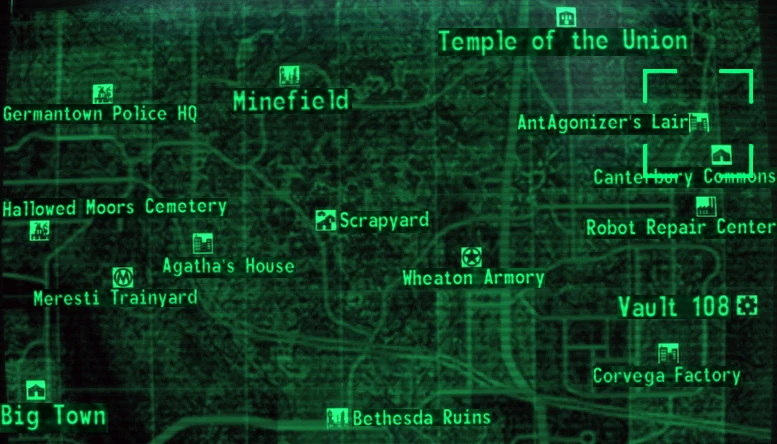 Temple of the Union
Minefield
Germantown Police HQ
AntAgonizer's Lair
Canterbury Commons
Hallowed Moors Cemetery
Scrapyard
Robot Repair Center
Agatha's House
Wheaton Armory
Meresti Trainyard
Vault 108
Corvega Factory
Big Town
Bethesda Ruins